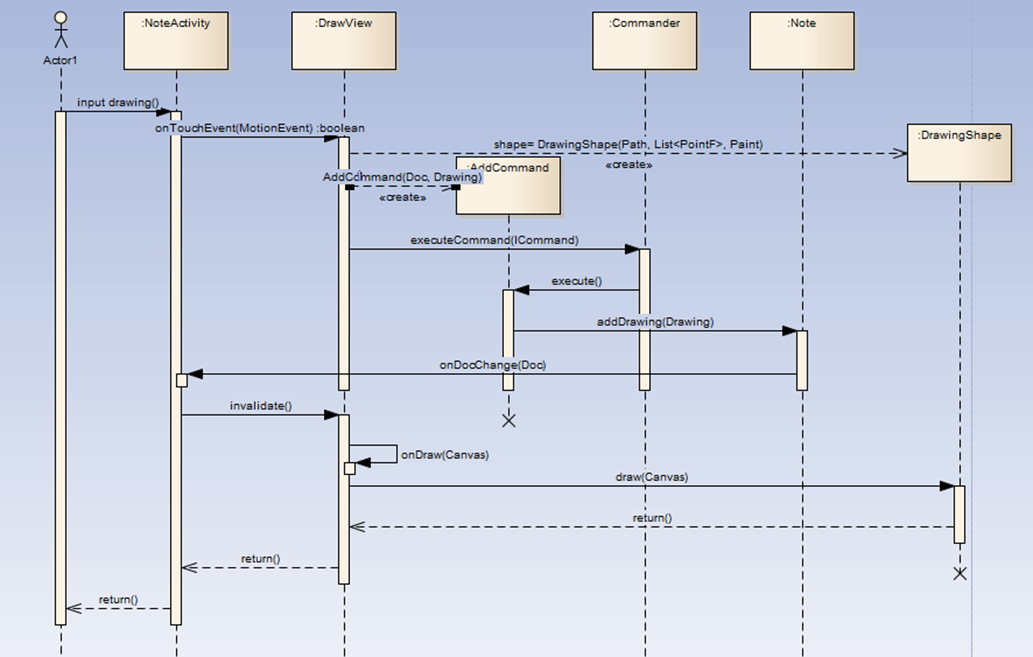 :NoteActivity
:DrawView
:Commander
:Note
Actor1
input drawing()
onTouchEvent(MotionEvent) :boolean
:DrawingShape
shape= DrawingShape(Path, List<PointF>, Paint)
«create»
:AddCommand
AddCommand(Doc, Drawing)
«create»
executeCommand(ICommand)
execute()
addDrawing(Drawing)
onDocChange(Doc)
invalidate()
onDraw(Canvas)
draw(Canvas)
return()
return()
return()